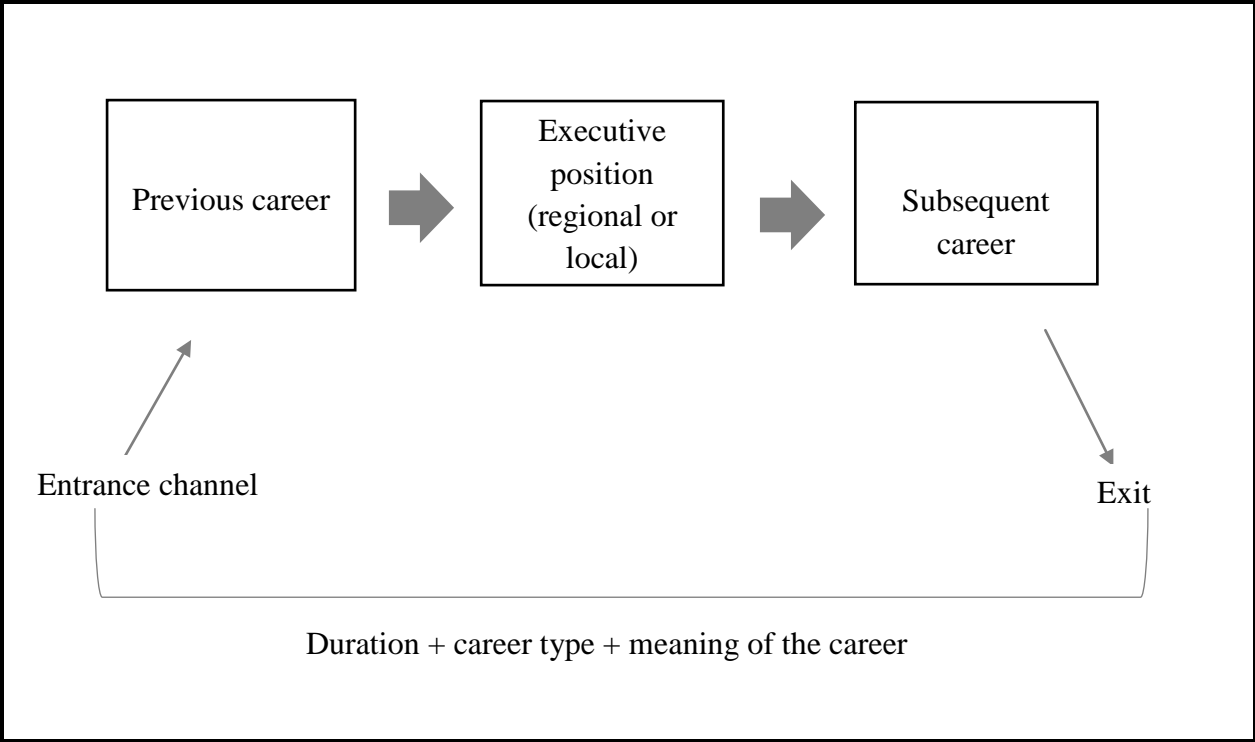 Previous career
Executive
position
(regional or
local)
Subsequent
career
Entrance channel
Exit
Duration + career type + meaning of the career